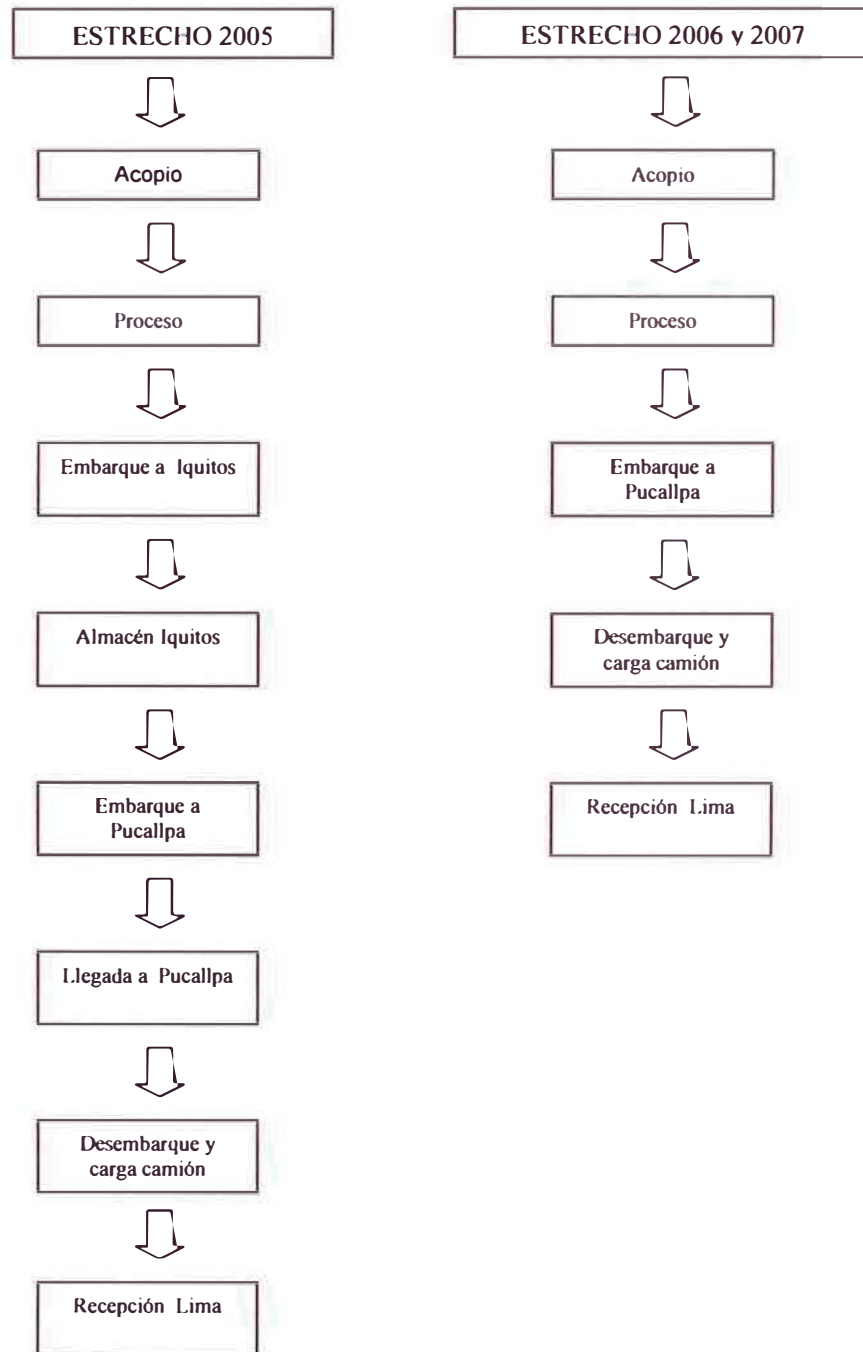 ESTRECHO 2005
Acopio
Proceso
Embarque a Iquitos
Almacén Iquitos
Embarque a
Pucallpa
Llegada a Pucallpa
Desembarque y
carga camión
Recepción Lima
ESTRECHO 2006 y 2007
Acopio
Proceso
Embarque a
Pucallpa
Desembarque y
carga camión
Recepción Lima